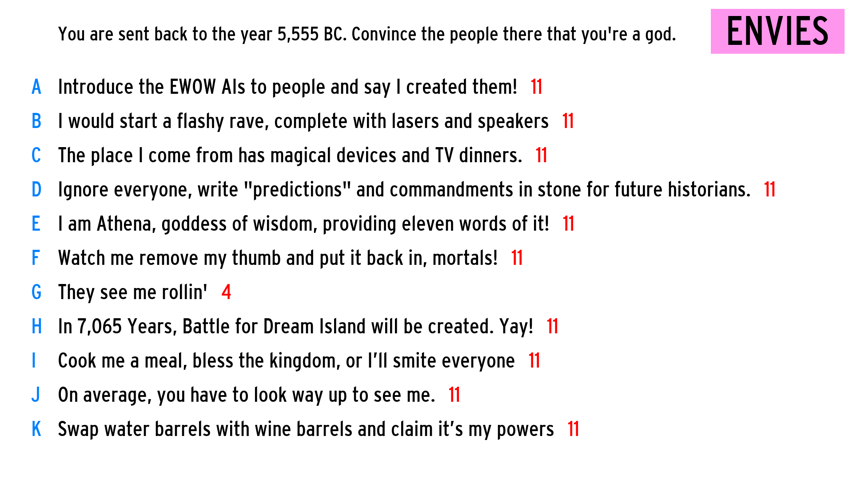 You are sent back to the year 5,555 BC. Convince the people there that you're a god.
ENVIES
A Introduce the EWOW AIs to people and say I created them! 11
B I would start a flashy rave, complete with lasers and speakers 11
C The place I come from has magical devices and TV dinners. 11
D Ignore everyone, write "predictions" and commandments in stone for future historians. 11
E I am Athena, goddess of wisdom, providing eleven words of it! 11
F Watch me remove my thumb and put it back in, mortals! 11
G They see me rollin' 4
H In 7,065 Years, Battle for Dream Island will be created. Yay! 11
I Cook me a meal, bless the kingdom, or I’ll smite everyone 11
J On average, you have to look way up to see me. 11
K Swap water barrels with wine barrels and claim it’s my powers 11